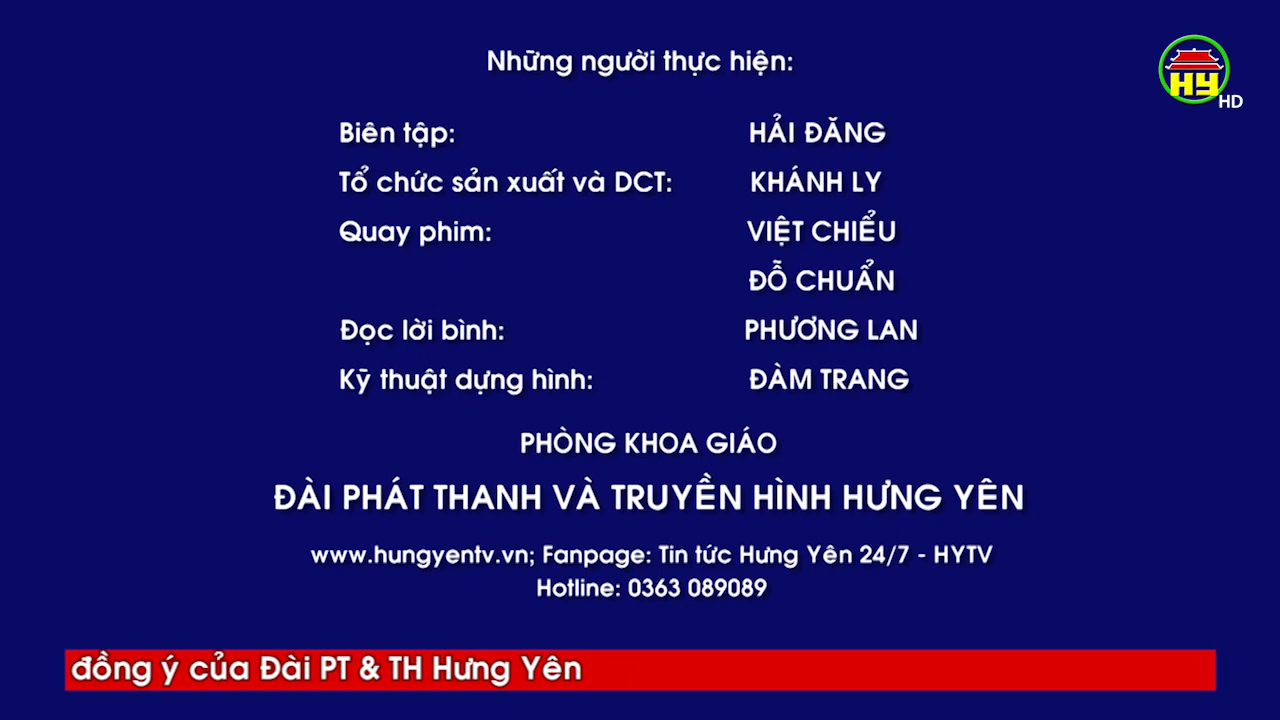 Những người thực hiện:
HY HD
Biên tập: HẢI ĐĂNG
Tổ chức sản xuất và DCT: KHÁNH LY
Quay phim: VIỆT CHIỂU
ĐỖ CHUẨN
Đọc lời bình: PHƯƠNG LAN
Kỹ thuật dựng hình: ĐÀM TRANG
PHÒNG KHOA GIÁO
ĐÀI PHÁT THANH VÀ TRUYỀN HÌNH HƯNG YÊN
www.hungyentv.vn; Fanpage: Tin tức Hưng Yên 24/7 - HYTV
Hotline: 0363 089089
đồng ý của Đài PT & TH Hưng Yên